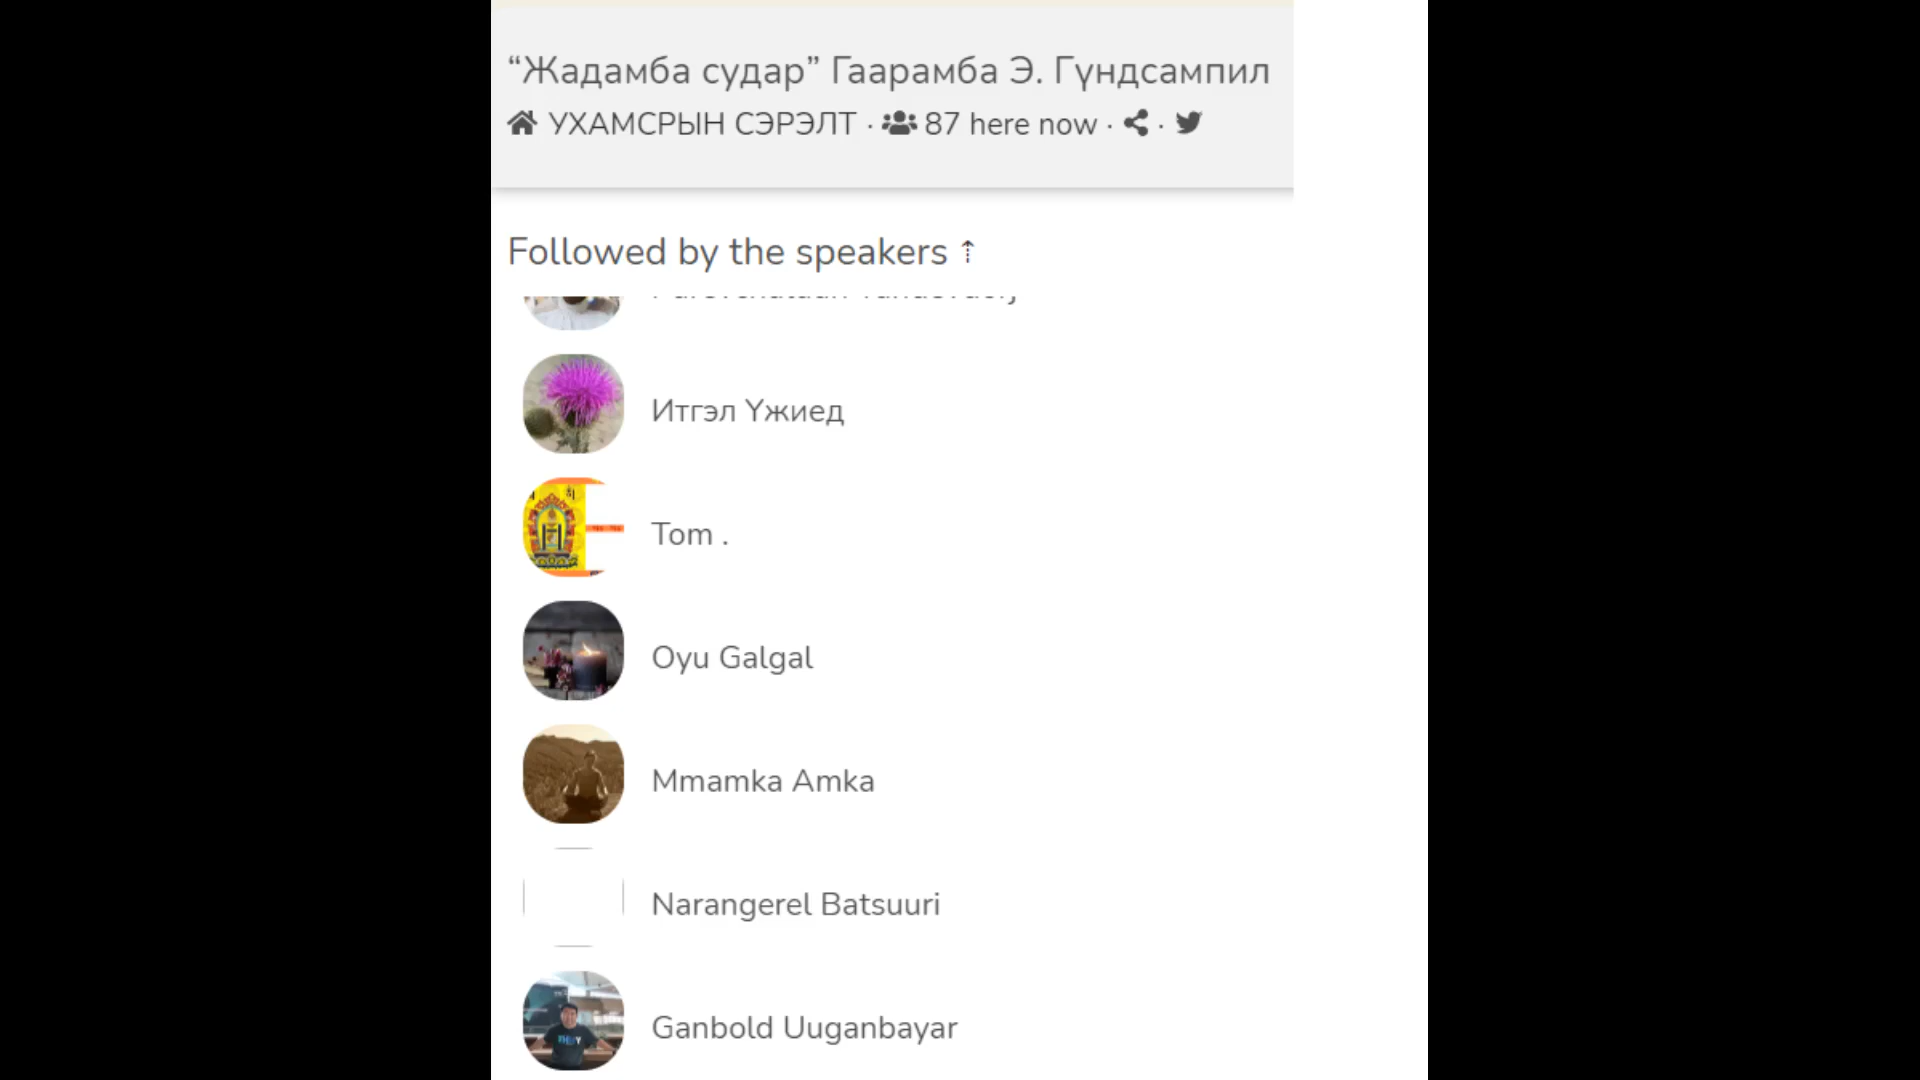 “Жадамба судар” Гаарамба Э. Гүндсампил
УХАМСРЫН СЭРЭЛТ · 87 here now · ·
Followed by the speakers ⇡
Итгэл Үжиед
Tom .
Oyu Galgal
Mmamka Amka
Narangerel Batsuuri
Ganbold Uuganbayar